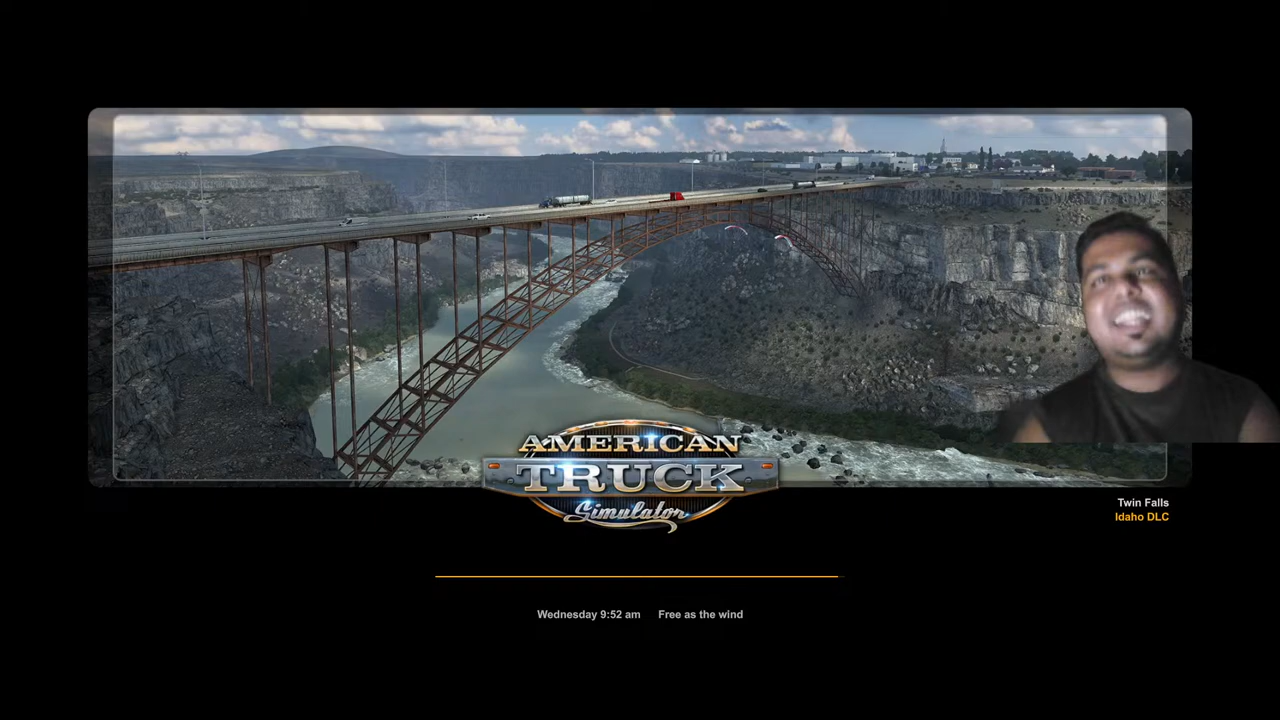 AMERICAN
TRUCK
Simulator
Twin Falls
Idaho DLC
Wednesday 9:52 am Free as the wind